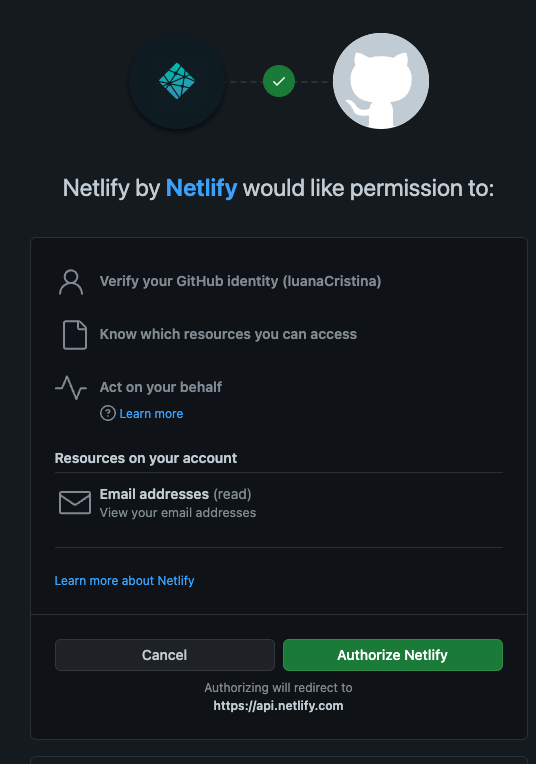 Netlify by Netlify would like permission to:
Verify your GitHub identity (luanaCristina)
Know which resources you can access
Act on your behalf
? Learn more
Resources on your account
Email addresses (read)
View your email addresses
Learn more about Netlify
Cancel
Authorize Netlify
Authorizing will redirect to
https://api.netlify.com